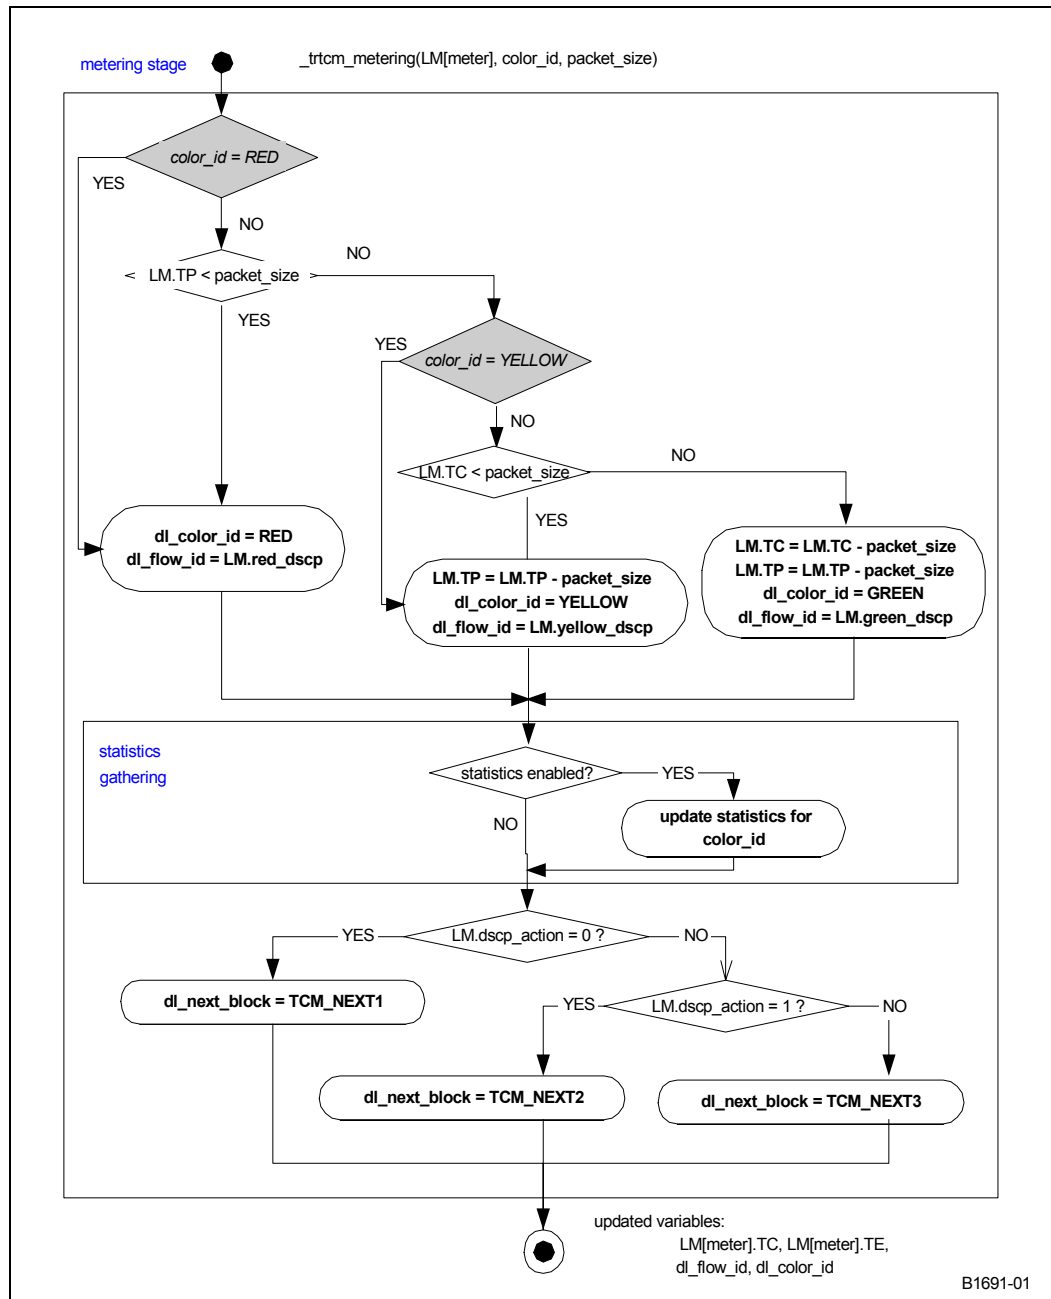 metering stage
_trtcm_metering(LM[meter], color_id, packet_size)
color_id = RED
YES
NO
LM.TP < packet_size
NO
YES
YES
color_id = YELLOW
NO
LM.TC < packet_size
NO
YES
dl_color_id = RED
dl_flow_id = LM.red_dscp
LM.TP = LM.TP - packet_size
dl_color_id = YELLOW
dl_flow_id = LM.yellow_dscp
LM.TC = LM.TC - packet_size
LM.TP = LM.TP - packet_size
dl_color_id = GREEN
dl_flow_id = LM.green_dscp
statistics
gathering
statistics enabled?
YES
NO
update statistics for
color_id
YES
LM.dscp_action = 0 ?
NO
dl_next_block = TCM_NEXT1
YES
LM.dscp_action = 1 ?
NO
dl_next_block = TCM_NEXT2
dl_next_block = TCM_NEXT3
updated variables:
LM[meter].TC, LM[meter].TE,
dl_flow_id, dl_color_id
B1691-01